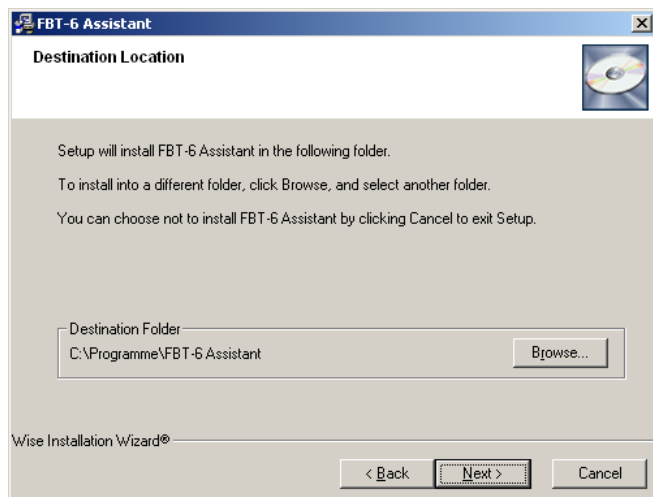 FBT-6 Assistant
Destination Location
Setup will install FBT-6 Assistant in the following folder.
To install into a different folder, click Browse, and select another folder.
You can choose not to install FBT-6 Assistant by clicking Cancel to exit Setup.
Destination Folder
C:\Programme\FBT-6 Assistant
Browse...
Wise Installation Wizard®
< Back
Next >
Cancel